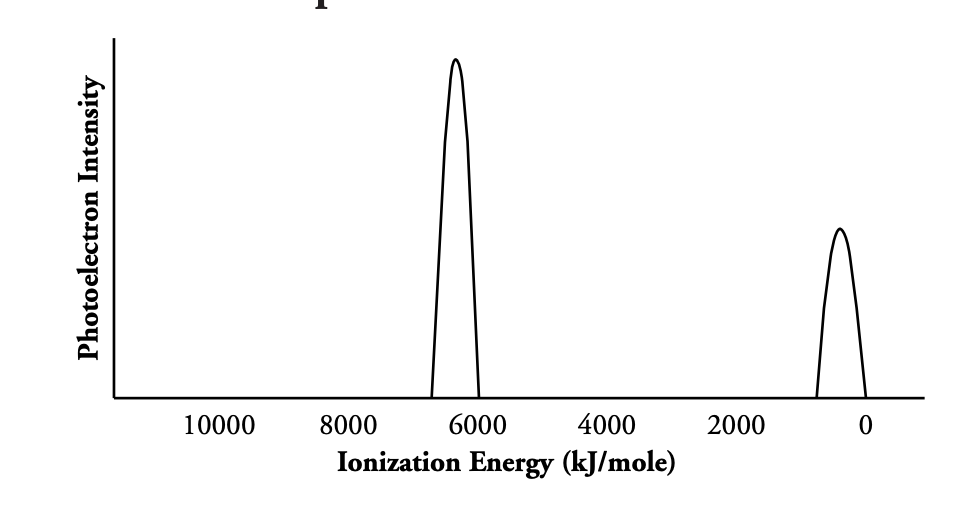 Photoelectron Intensity
10000 8000 6000 4000 2000 0
Ionization Energy (kJ/mole)